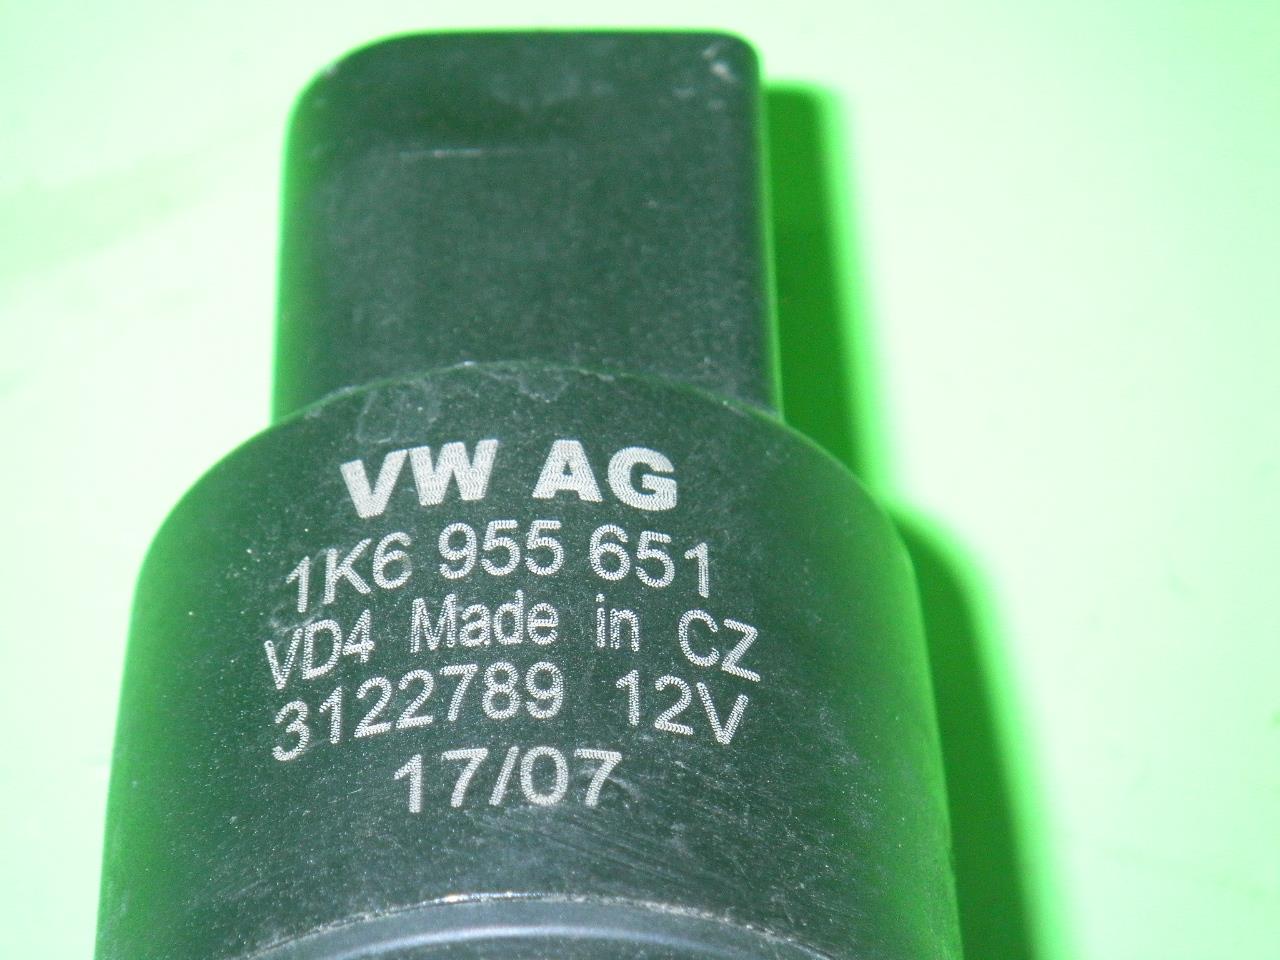 VW AG
1K6 955 651
VD4 Made in CZ
3122789 12V
17/07